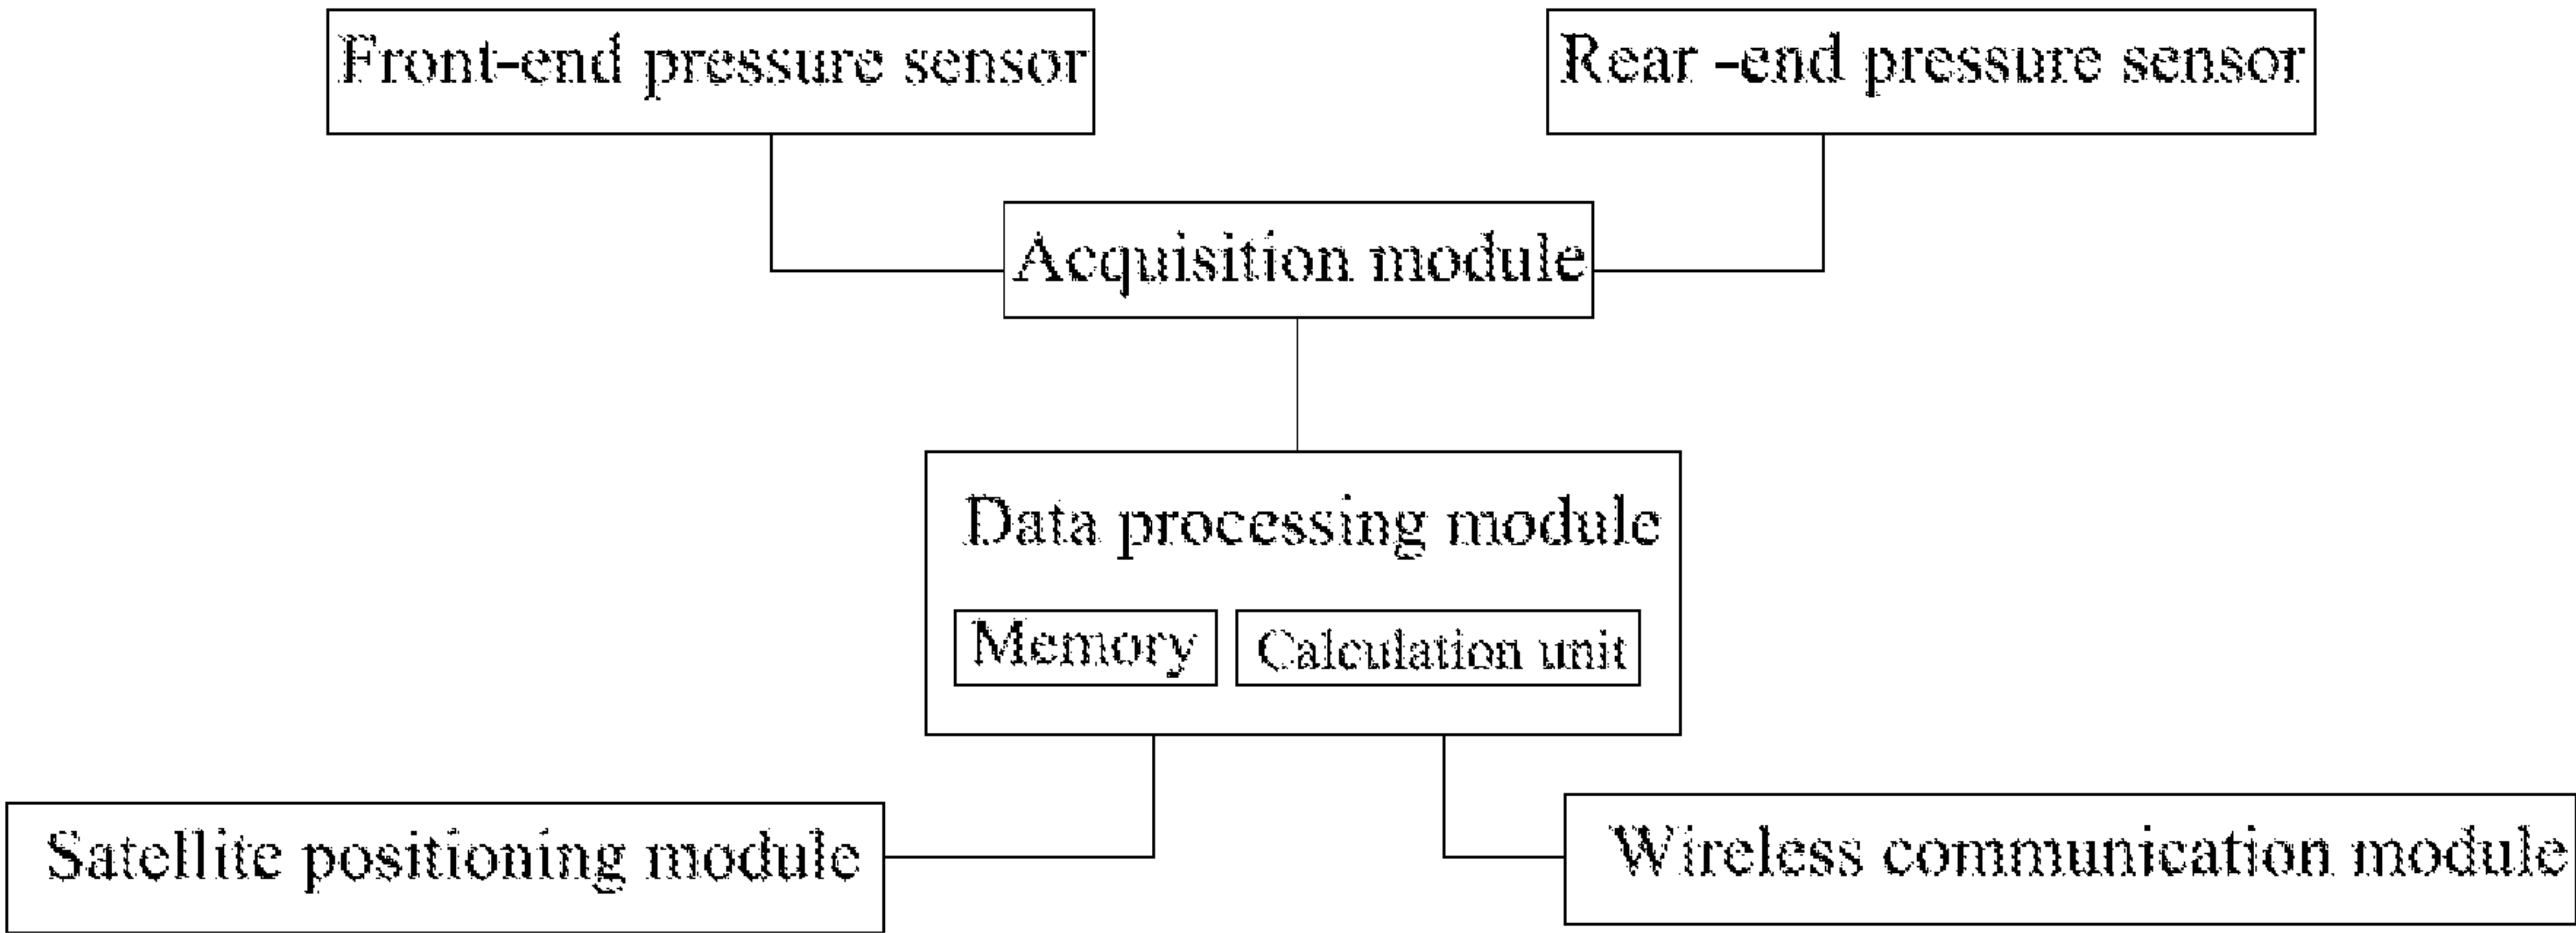 Front-end pressure sensor
Rear -end pressure sensor
Acquisition module
Data processing module
Memory
Calculation unit
Satellite positioning module
Wireless communication module